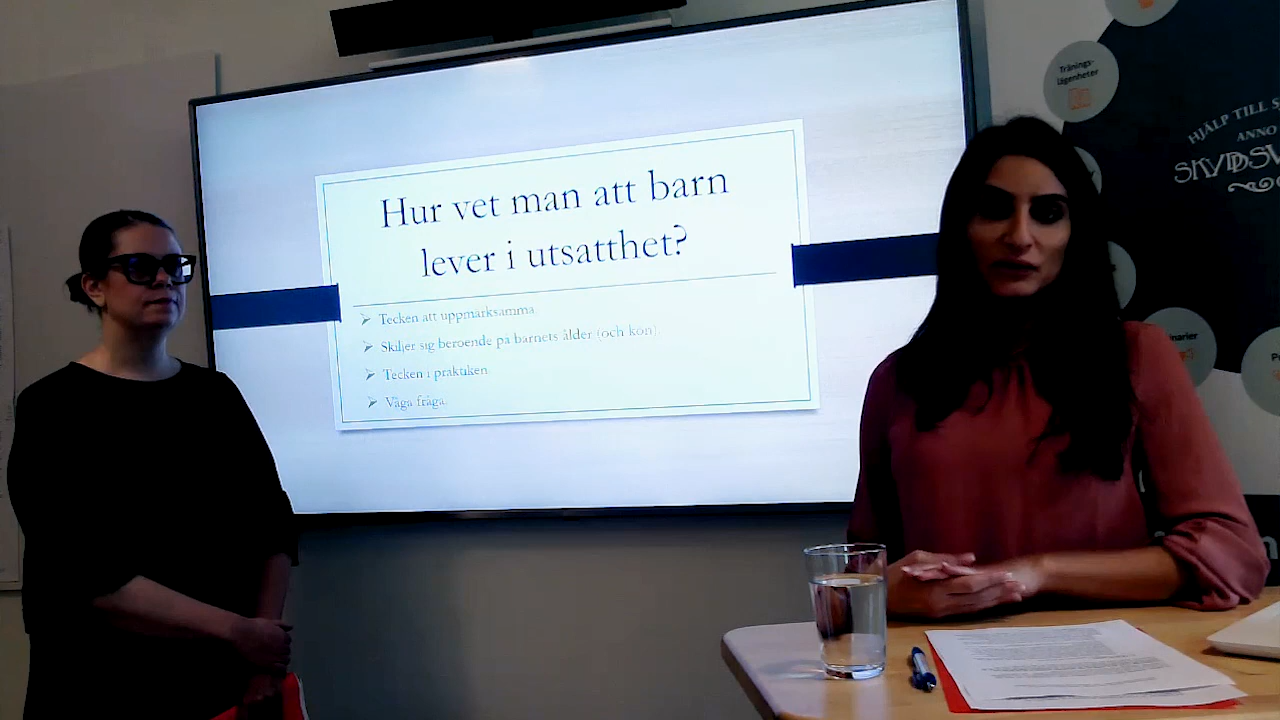 Hur vet man att barn
lever i utsatthet?
Tecken att uppmärksamma
Skiljer sig beroende på barnets ålder (och kön)
Tecken i praktiken
Våga fråga
Tränings-
lägenheter
HJÄLP TILL
ANNO